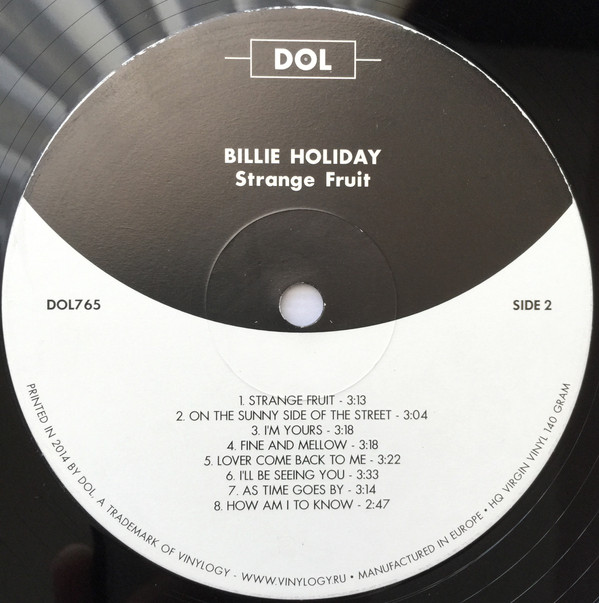 DOL
BILLIE HOLIDAY
Strange Fruit
DOL765
SIDE 2
1. STRANGE FRUIT - 3:13
2. ON THE SUNNY SIDE OF THE STREET - 3:04
3. I'M YOURS - 3:18
4. FINE AND MELLOW - 3:18
5. LOVER COME BACK TO ME - 3:22
6. I'LL BE SEEING YOU - 3:33
7. AS TIME GOES BY - 3:14
8. HOW AM I TO KNOW - 2:47
PRINTED IN 2014 BY DOL, A TRADEMARK OF VINYLOGY - WWW.VINYLOGY.RU • MANUFACTURED IN EUROPE • HQ VIRGIN VINYL 140 GRAM